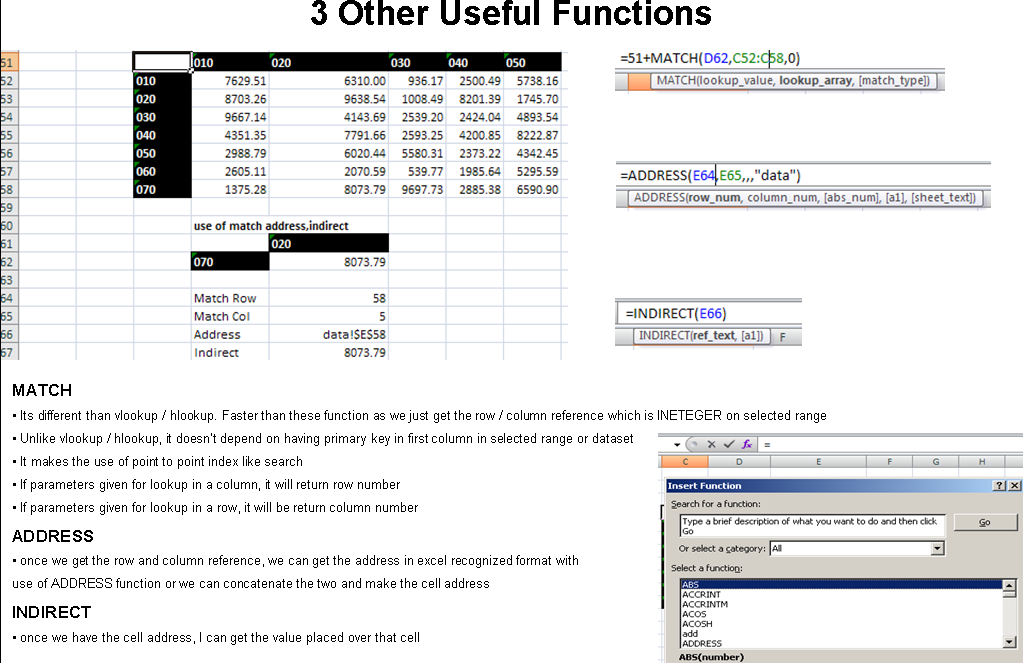 3 Other Useful Functions
51 010 020 030 040 050
52 010 7629.51 6310.00 936.17 2500.49 5738.16
53 020 8703.26 9638.54 1008.49 8201.39 1745.70
54 030 9667.14 4143.69 2539.20 2424.04 4893.54
55 040 4351.35 7791.66 2593.25 4200.85 8222.87
56 050 2988.79 6020.44 5580.31 2373.22 4342.45
57 060 2605.11 2070.59 539.77 1985.64 5295.59
58 070 1375.28 8073.79 9697.73 2885.38 6590.90
59
60 use of match address,indirect
61 020
62 070 8073.79
63
64 Match Row 58
65 Match Col 5
66 Address data!$E$58
67 Indirect 8073.79
=51+MATCH(D62,C52:C58,0)
MATCH(lookup_value, lookup_array, [match_type])
=ADDRESS(E64,E65,,,"data")
ADDRESS(row_num, column_num, [abs_num], [a1], [sheet_text])
=INDIRECT(E66)
INDIRECT(ref_text, [a1]) F
MATCH
• Its different than vlookup / hlookup. Faster than these function as we just get the row / column reference which is INETEGER on selected range
• Unlike vlookup / hlookup, it doesn't depend on having primary key in first column in selected range or dataset
• It makes the use of point to point index like search
• If parameters given for lookup in a column, it will return row number
• If parameters given for lookup in a row, it will be return column number
ADDRESS
• once we get the row and column reference, we can get the address in excel recognized format with
use of ADDRESS function or we can concatenate the two and make the cell address
INDIRECT
• once we have the cell address, I can get the value placed over that cell
fx =
C D E F G H
Insert Function
Search for a function:
Type a brief description of what you want to do and then click
Go
Go
Or select a category: All
Select a function:
ABS
ACCRINT
ACCRINTM
ACOS
ACOSH
add
ADDRESS
ABS(number)